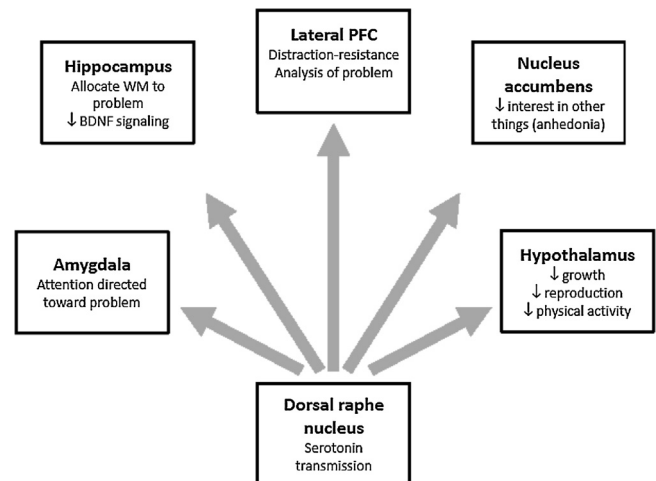 Lateral PFC
Distraction-resistance
Analysis of problem
Hippocampus
Allocate WM to
problem
↓ BDNF signaling
Nucleus
accumbens
↓ interest in other
things (anhedonia)
Amygdala
Attention directed
toward problem
Hypothalamus
↓ growth
↓ reproduction
↓ physical activity
Dorsal raphe
nucleus
Serotonin
transmission